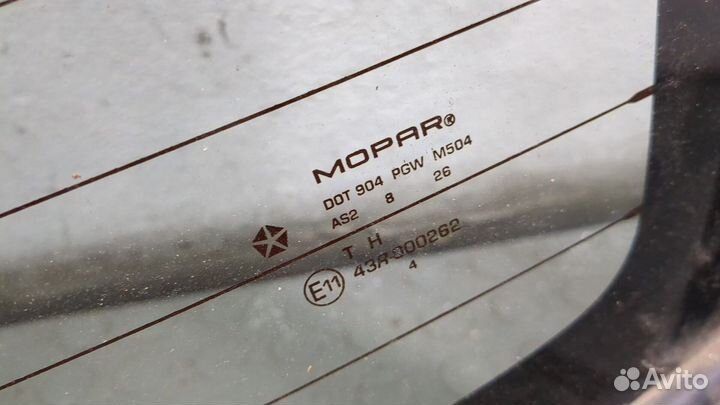 MOPAR®
DOT 904 PGW M504
AS2 8 26
T H
E11 43R-000262
4
Avito